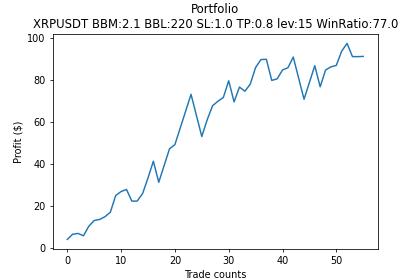 Portfolio
XRPUSDT BBM:2.1 BBL:220 SL:1.0 TP:0.8 lev:15 WinRatio:77.0
100
80
60
40
20
0
Profit ($)
0 10 20 30 40 50
Trade counts